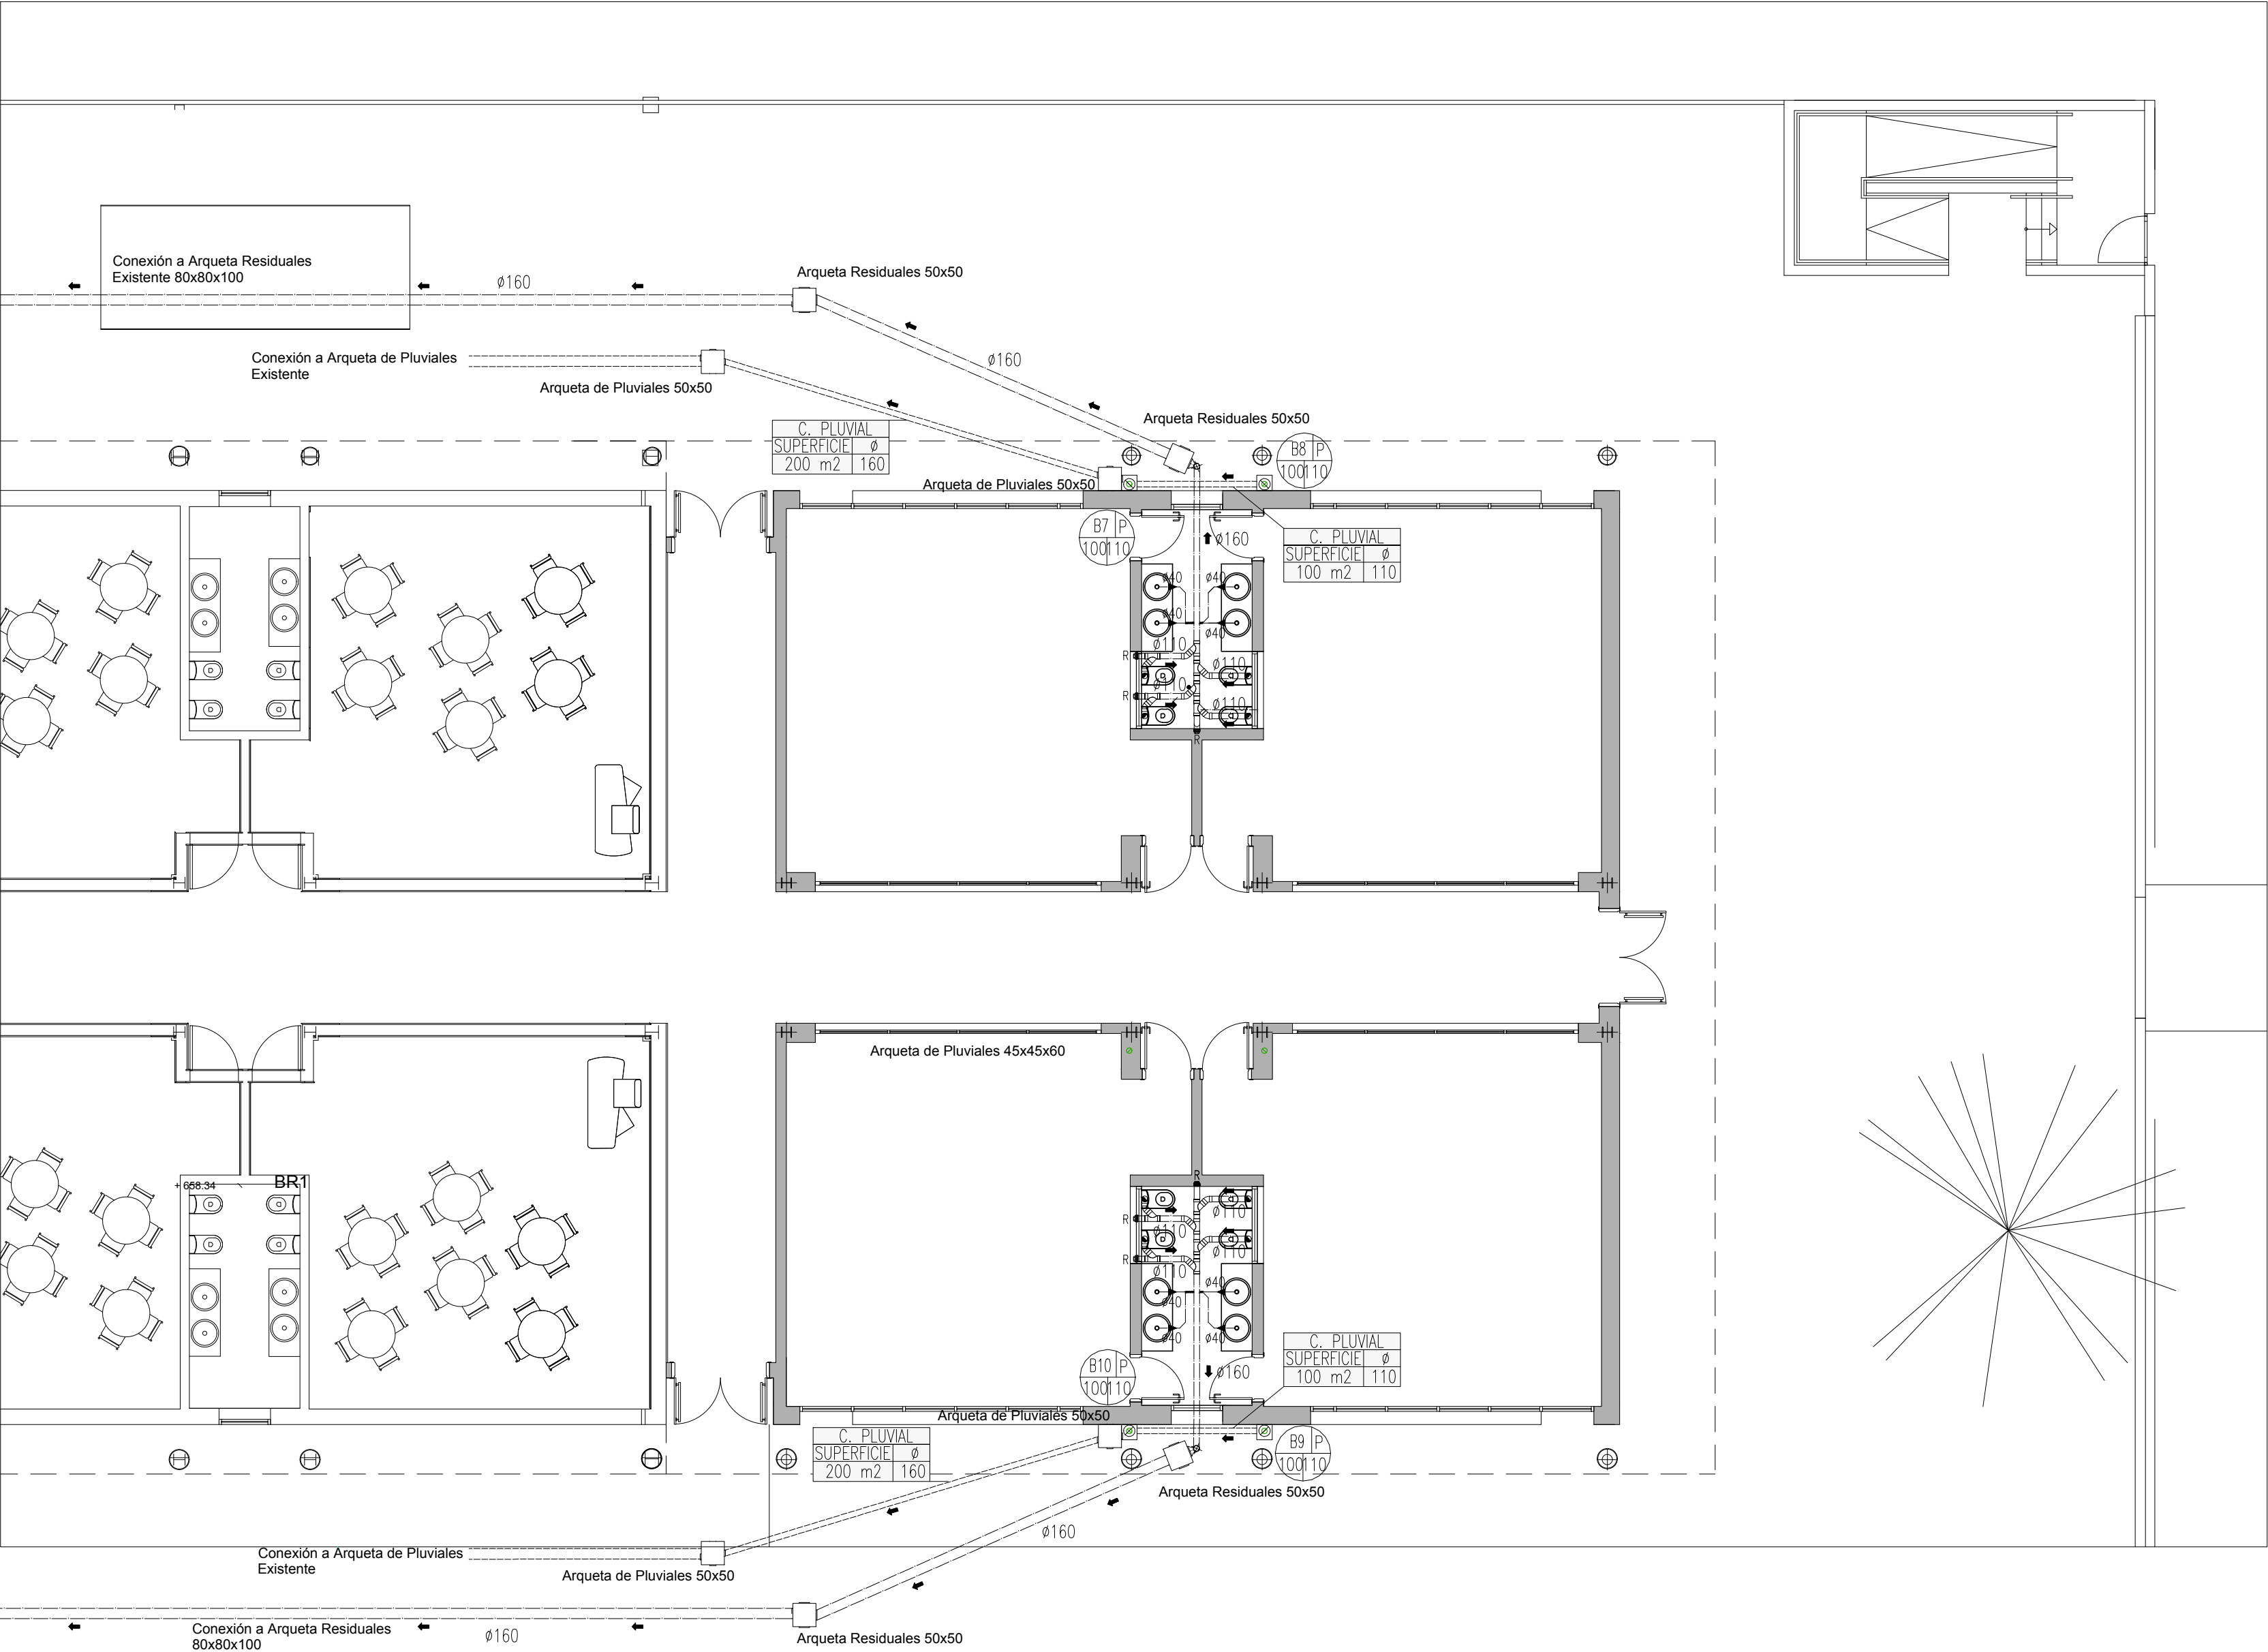 Conexión a Arqueta Residuales
Existente 80x80x100
ø160
Arqueta Residuales 50x50
Conexión a Arqueta de Pluviales
Existente
Arqueta de Pluviales 50x50
ø160
Arqueta Residuales 50x50
C. PLUVIAL
SUPERFICIE ø
200 m2 160
B8 P
100 110
Arqueta de Pluviales 50x50
B7 P
100 110
ø160
C. PLUVIAL
SUPERFICIE ø
100 m2 110
ø40 ø40
ø40
ø40
ø110
R
ø110
ø110
R
ø110
R
Arqueta de Pluviales 45x45x60
R
+ 658.34
BR1
ø110
R
ø110
ø110
R
ø110
ø40
ø40
ø40 ø40
C. PLUVIAL
SUPERFICIE ø
100 m2 110
B10 P
100 110
ø160
Arqueta de Pluviales 50x50
C. PLUVIAL
SUPERFICIE ø
200 m2 160
B9 P
100 110
Arqueta Residuales 50x50
ø160
Conexión a Arqueta de Pluviales
Existente
Arqueta de Pluviales 50x50
Conexión a Arqueta Residuales
80x80x100
ø160
Arqueta Residuales 50x50